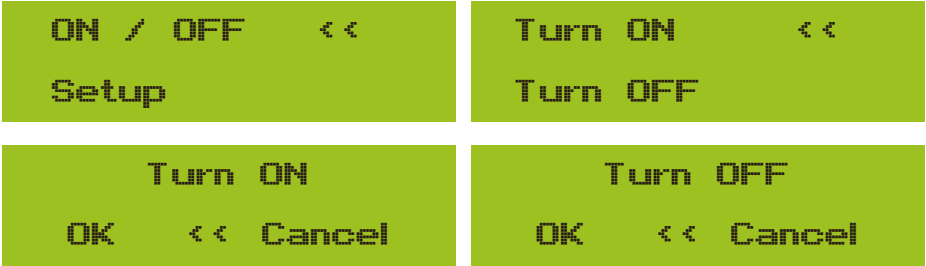 ON / OFF <<
Setup
Turn ON <<
Turn OFF
Turn ON
OK << Cancel
Turn OFF
OK << Cancel